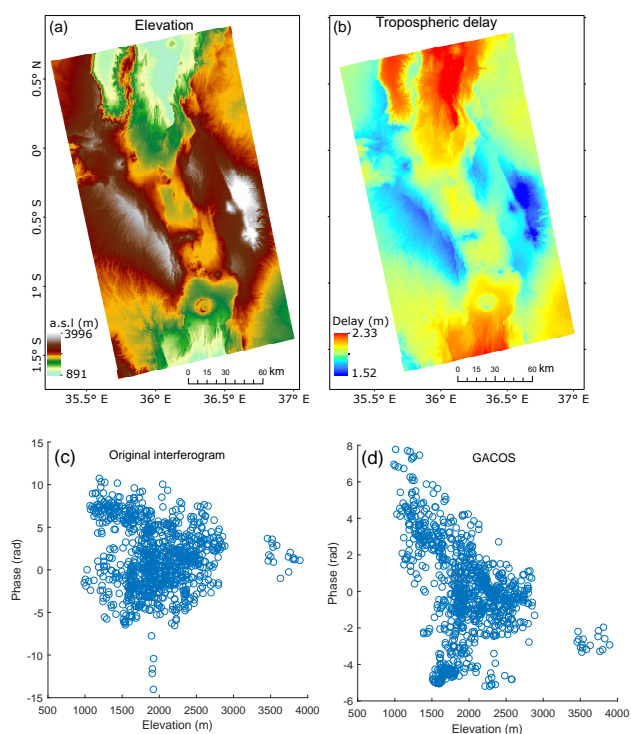 (a) Elevation
0.5° N
0°
0.5° S
1° S
1.5° S
a.s.l (m)
3996
891
0 15 30 60
km
35.5° E 36° E 36.5° E 37° E
(b) Tropospheric delay
Delay (m)
2.33
1.52
0 15 30 60
km
35.5° E 36° E 36.5° E 37° E
(c) Original interferogram
15
10
5
0
-5
-10
-15
Phase (rad)
500 1000 1500 2000 2500 3000 3500 4000
Elevation (m)
(d) GACOS
8
6
4
2
0
-2
-4
-6
Phase (rad)
500 1000 1500 2000 2500 3000 3500 4000
Elevation (m)